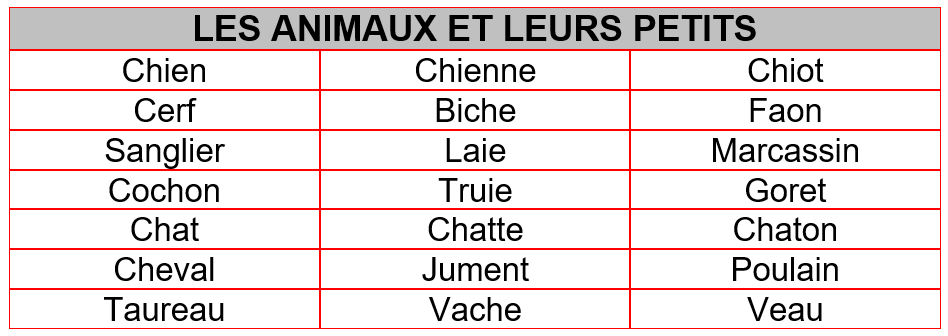 LES ANIMAUX ET LEURS PETITS
Chien Chienne Chiot
Cerf Biche Faon
Sanglier Laie Marcassin
Cochon Truie Goret
Chat Chatte Chaton
Cheval Jument Poulain
Taureau Vache Veau